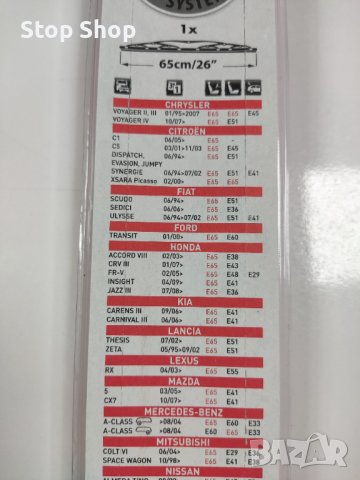 Stop Shop
SYSTEM
1x
65cm/26"
CHRYSLER
VOYAGER II, III 01/95>2007 E65 E65 E45
VOYAGER IV 10/07> E65 E51
CITROËN
C1 06/05> E65 -
C5 03/01>11/03 E65 E45
DISPATCH, 06/94> E65 E51
EVASION, JUMPY
SYNERGIE 06/94>07/02 E65 E51 E41
XSARA Picasso 02/00> E65 E65
FIAT
SCUDO 06/94> E65 E51
SEDICI 06/06> E65 E36
ULYSSE 06/94>07/02 E65 E51 E41
FORD
TRANSIT 01/00> E65 E60
HONDA
ACCORD VIII 02/03> E65 E38
CRV III 01/07> E65 E43
FR-V 02/05> E65 E48 E29
INSIGHT 04/09> E65 E41
JAZZ III 07/08> E65 E36
KIA
CARENS III 09/06> E65 E41
CARNIVAL III 06/06> E65 E41
LANCIA
THESIS 07/02> E65 E51
ZETA 05/95>09/02 E65 E51
LEXUS
RX 04/03> E65 E55
MAZDA
5 03/05> E65 E41
CX7 10/07> E65 E41
MERCEDES-BENZ
A-CLASS >08/04 E65 E60 E33
A-CLASS >08/04 E60 E65 E33
MITSUBISHI
COLT VI 06/04> E65 E29 E36
SPACE WAGON 10/98> E65 E41 E38
NISSAN
bazar